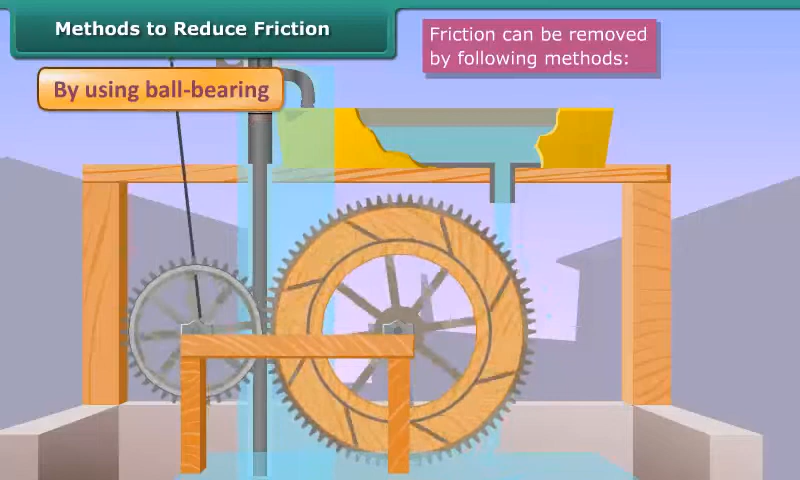 Methods to Reduce Friction
Friction can be removed
by following methods:
By using ball-bearing